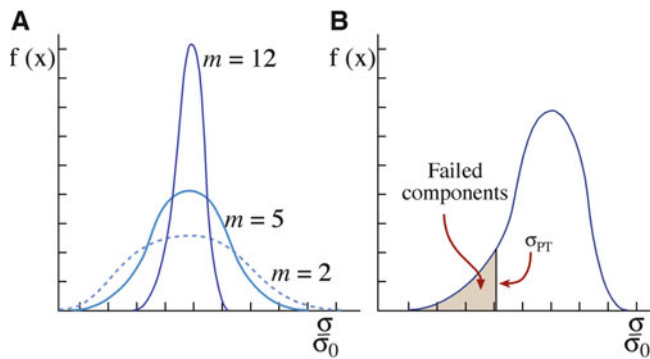 A
f (x)
m = 12
m = 5
m = 2
σ
σ₀
B
f (x)
Failed
components
σPT
σ
σ₀